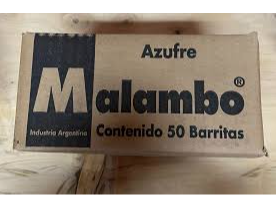 Azufre
Malambo®
Industria Argentina Contenido 50 Barritas